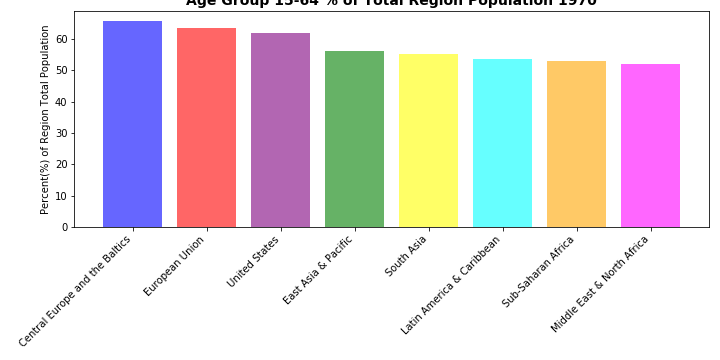 Age Group 15-64 % of Total Region Population 1970
Percent(%) of Region Total Population
60
50
40
30
20
10
0
Central Europe and the Baltics
European Union
United States
East Asia & Pacific
South Asia
Latin America & Caribbean
Sub-Saharan Africa
Middle East & North Africa